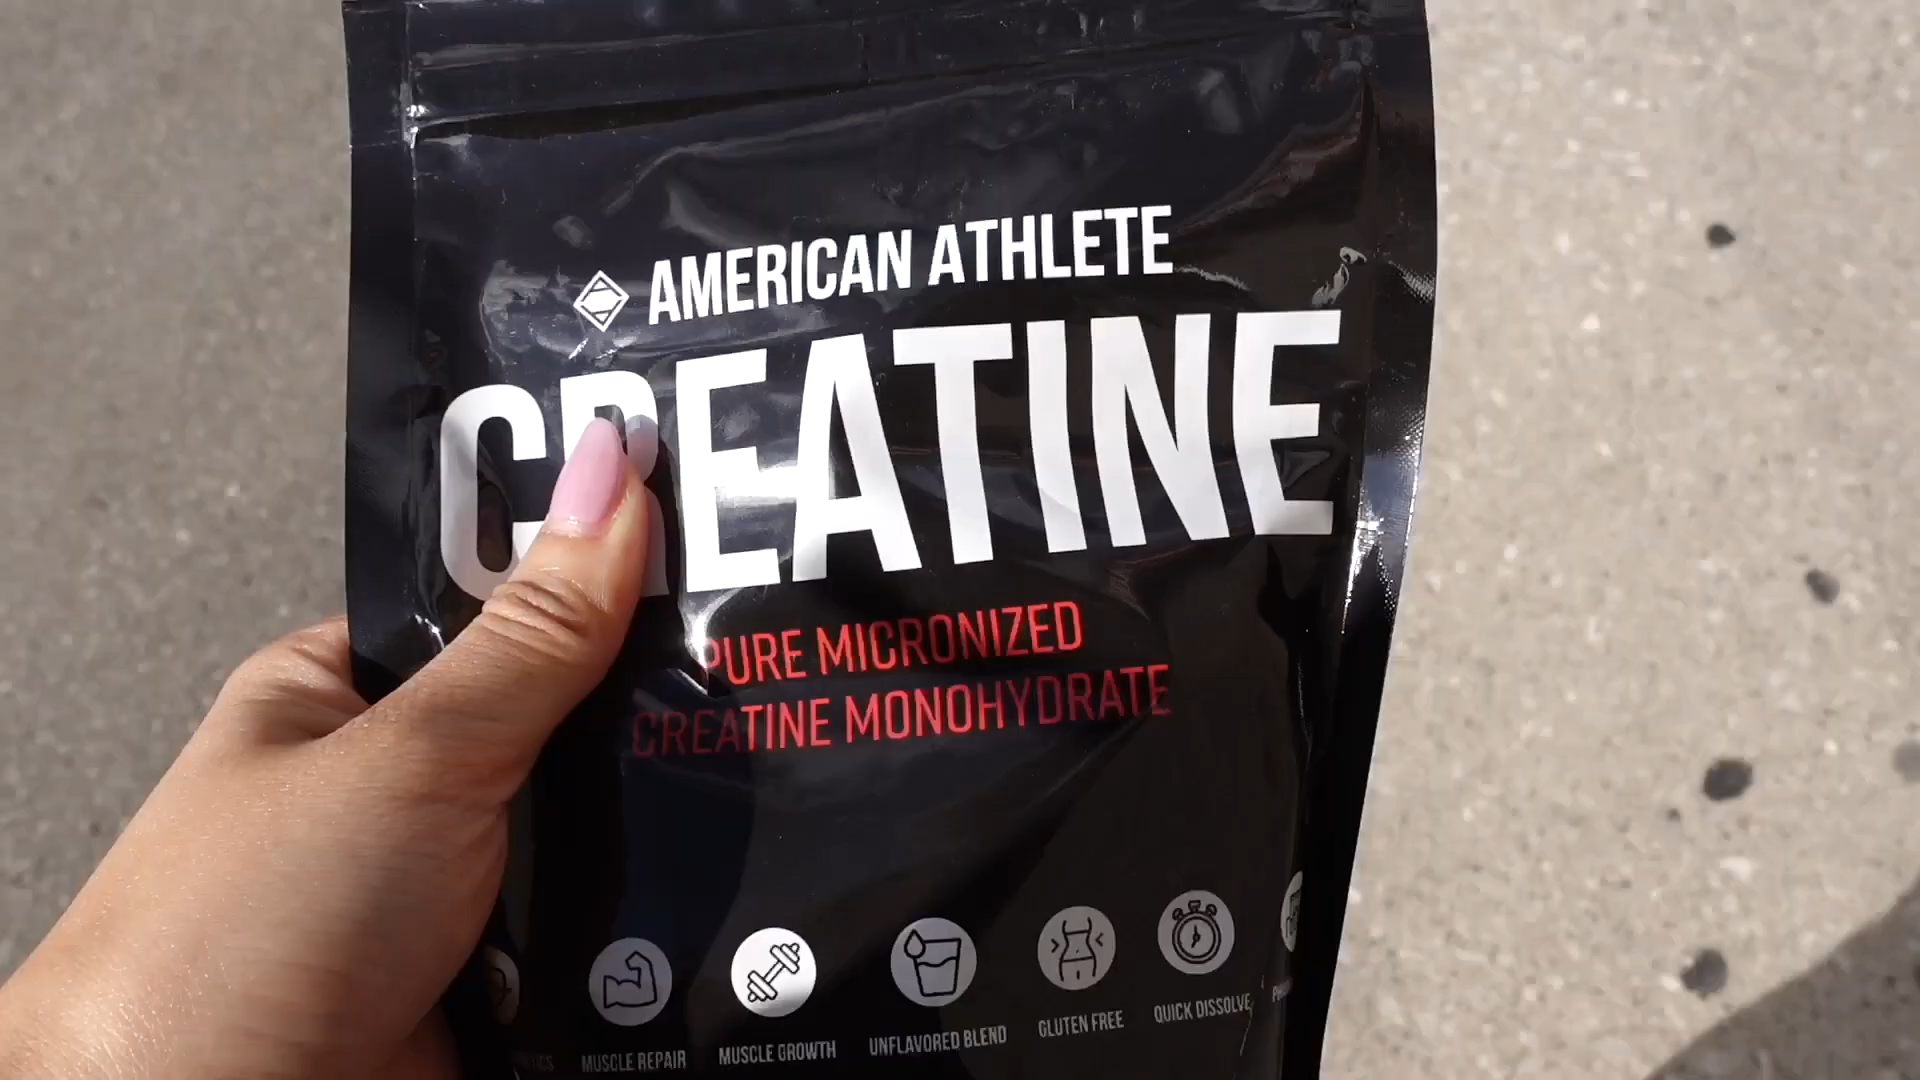 AMERICAN ATHLETE
CREATINE
PURE MICRONIZED
CREATINE MONOHYDRATE
MUSCLE REPAIR
MUSCLE GROWTH
UNFLAVORED BLEND
GLUTEN FREE
QUICK DISSOLVE